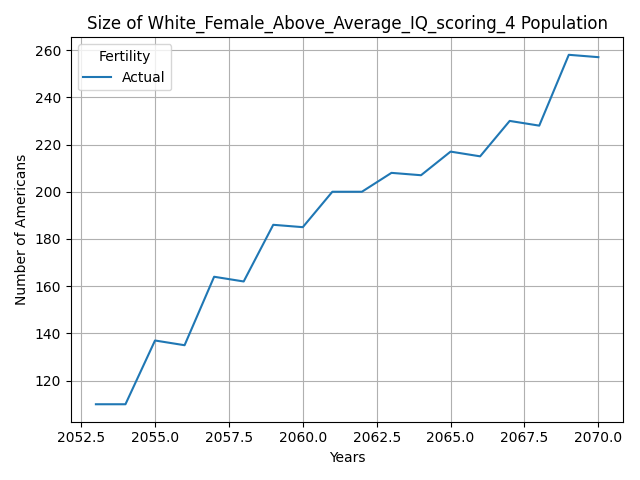 Size of White_Female_Above_Average_IQ_scoring_4 Population
Fertility
Actual
260
240
220
200
180
160
140
120
Number of Americans
2052.5 2055.0 2057.5 2060.0 2062.5 2065.0 2067.5 2070.0
Years